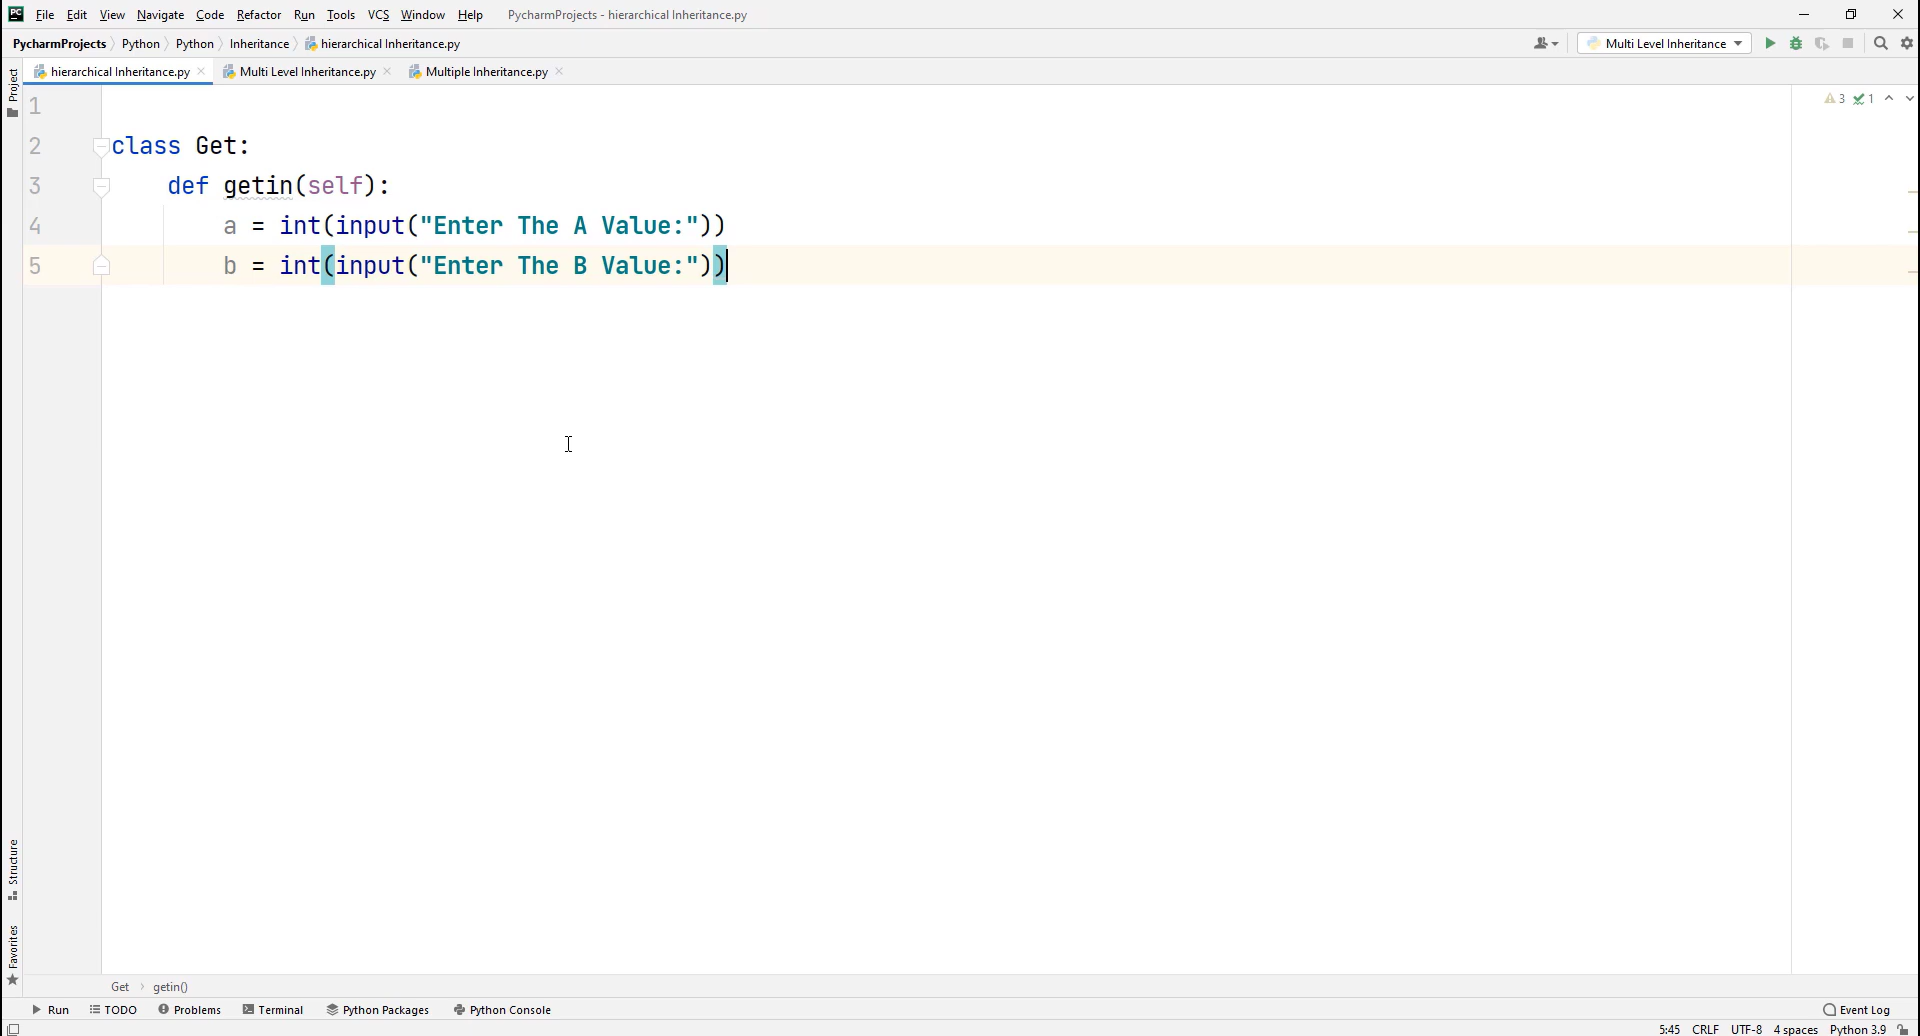 PC File Edit View Navigate Code Refactor Run Tools VCS Window Help PycharmProjects - hierarchical Inheritance.py
PycharmProjects Python Python Inheritance hierarchical Inheritance.py Multi Level Inheritance
hierarchical Inheritance.py Multi Level Inheritance.py Multiple Inheritance.py
Project
3 1
1
2 class Get:
3 def getin(self):
4 a = int(input("Enter The A Value:"))
5 b = int(input("Enter The B Value:"))
Structure
Favorites
Get getin()
Run TODO Problems Terminal Python Packages Python Console Event Log
5:45 CRLF UTF-8 4 spaces Python 3.9